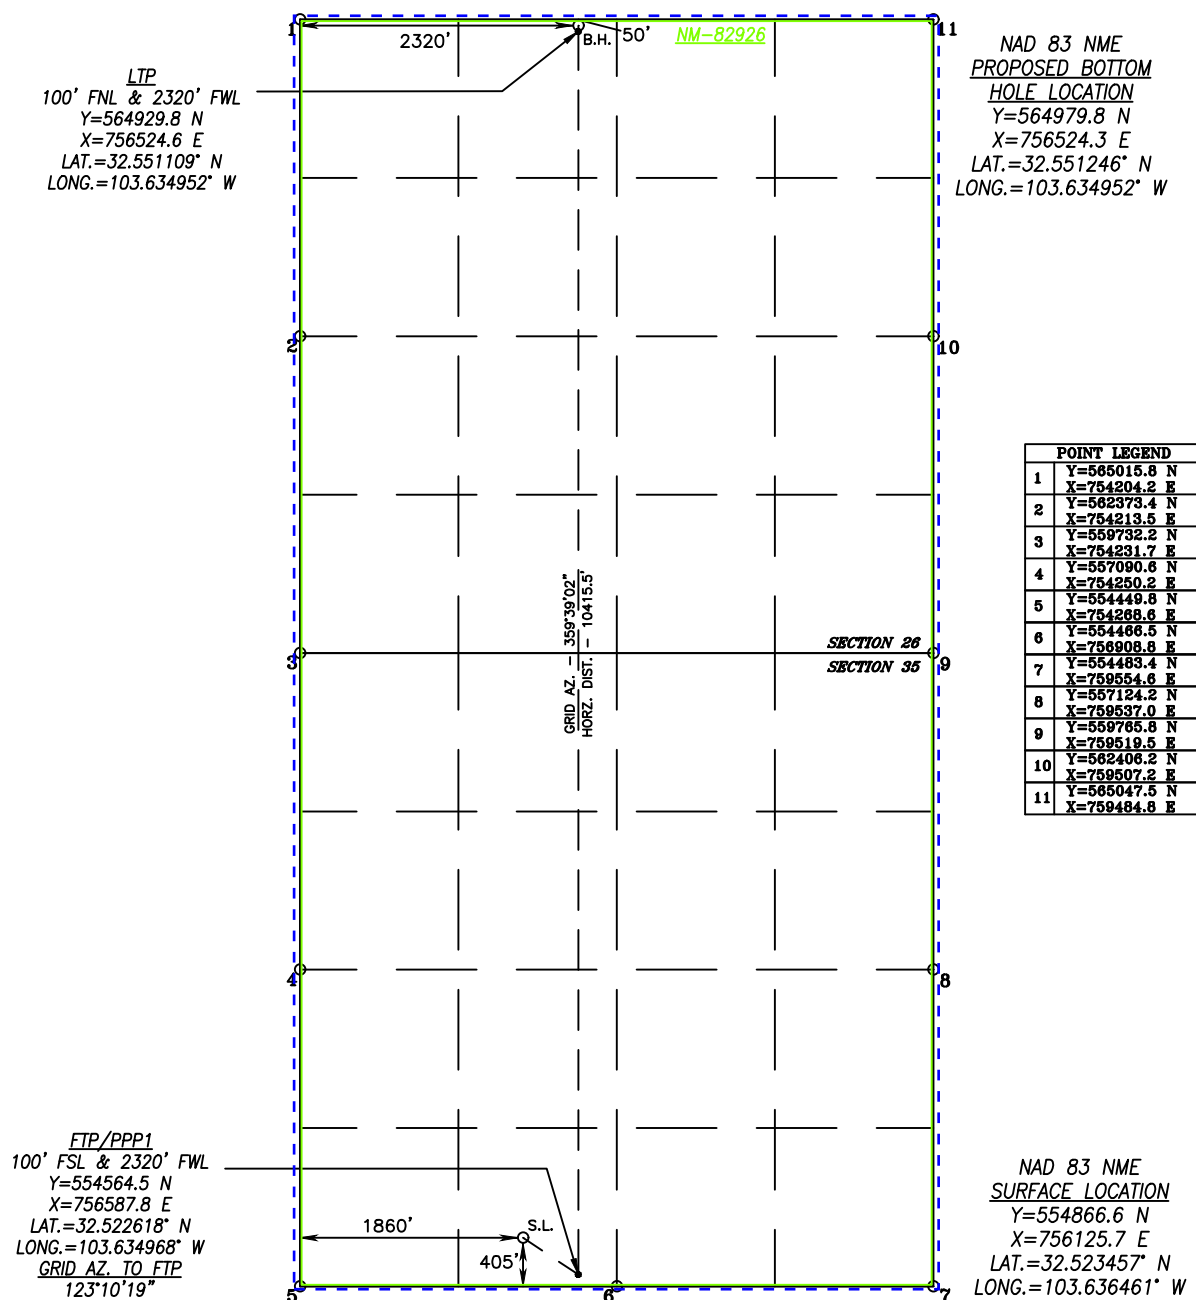 1
2320'
B.H.
50'
NM-82926
11
LTP
100' FNL & 2320' FWL
Y=564929.8 N
X=756524.6 E
LAT.=32.551109° N
LONG.=103.634952° W
NAD 83 NME
PROPOSED BOTTOM
HOLE LOCATION
Y=564979.8 N
X=756524.3 E
LAT.=32.551246° N
LONG.=103.634952° W
2
10
POINT LEGEND
1 Y=565015.8 N
X=754204.2 E
2 Y=562373.4 N
X=754213.5 E
3 Y=559732.2 N
X=754231.7 E
4 Y=557090.6 N
X=754250.2 E
5 Y=554449.8 N
X=754268.6 E
6 Y=554466.5 N
X=756908.8 E
7 Y=554483.4 N
X=759554.6 E
8 Y=557124.2 N
X=759537.0 E
9 Y=559765.8 N
X=759519.5 E
10 Y=562406.2 N
X=759507.2 E
11 Y=565047.5 N
X=759484.8 E
GRID AZ. - 359°39'02"
HORZ. DIST. - 10415.5'
SECTION 26
SECTION 35
3
9
4
8
FTP/PPP1
100' FSL & 2320' FWL
Y=554564.5 N
X=756587.8 E
LAT.=32.522618° N
LONG.=103.634968° W
GRID AZ. TO FTP
123°10'19"
1860'
S.L.
405'
NAD 83 NME
SURFACE LOCATION
Y=554866.6 N
X=756125.7 E
LAT.=32.523457° N
LONG.=103.636461° W
5
6
7